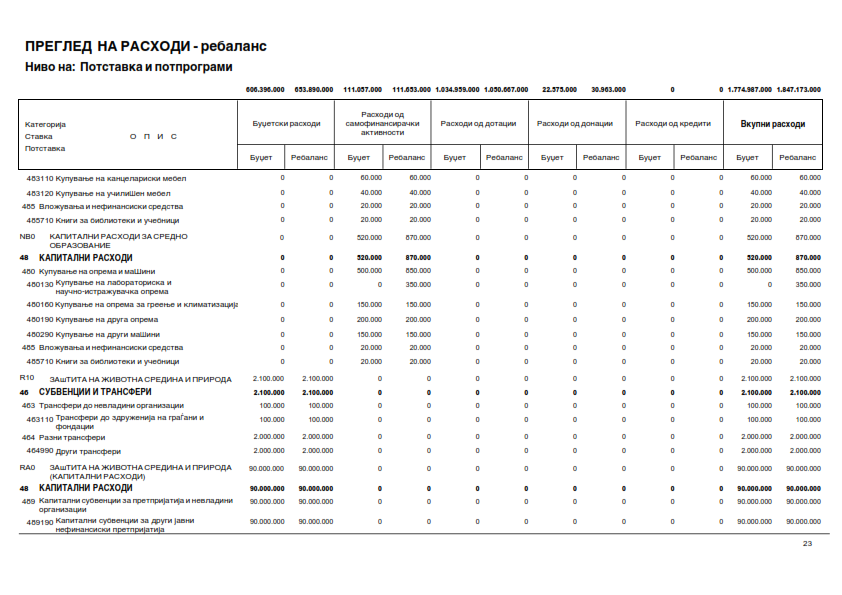 ПРЕГЛЕД НА РАСХОДИ - ребаланс
Ниво на: Потставка и потпрограми
606.396.000 653.890.000 111.057.000 111.653.000 1.034.959.000 1.050.667.000 22.575.000 30.963.000 0 0 1.774.987.000 1.847.173.000
Категорија
Ставка О П И С
Потставка
Буџетски расходи Расходи од самофинансирачки активности Расходи од дотации Расходи од донации Расходи од кредити Вкупни расходи
Буџет Ребаланс Буџет Ребаланс Буџет Ребаланс Буџет Ребаланс Буџет Ребаланс Буџет Ребаланс
463110 Купување на канцелариски мебел 0 0 60.000 60.000 0 0 0 0 0 0 60.000 60.000
463120 Купување на училиШен мебел 0 0 40.000 40.000 0 0 0 0 0 0 40.000 40.000
485 Вложувања и нефинансиски средства 0 0 20.000 20.000 0 0 0 0 0 0 20.000 20.000
485710 Книги за библиотеки и учебници 0 0 20.000 20.000 0 0 0 0 0 0 20.000 20.000
NB0 КАПИТАЛНИ РАСХОДИ ЗА СРЕДНО
ОБРАЗОВАНИЕ 0 0 520.000 870.000 0 0 0 0 0 0 520.000 870.000
48 КАПИТАЛНИ РАСХОДИ 0 0 520.000 870.000 0 0 0 0 0 0 520.000 870.000
480 Купување на опрема и маШини 0 0 500.000 850.000 0 0 0 0 0 0 500.000 850.000
480130 Купување на лабораториска и
научно-истражувачка опрема 0 0 0 350.000 0 0 0 0 0 0 0 350.000
480160 Купување на опрема за греење и климатизација 0 0 150.000 150.000 0 0 0 0 0 0 150.000 150.000
480190 Купување на друга опрема 0 0 200.000 200.000 0 0 0 0 0 0 200.000 200.000
480290 Купување на други маШини 0 0 150.000 150.000 0 0 0 0 0 0 150.000 150.000
485 Вложувања и нефинансиски средства 0 0 20.000 20.000 0 0 0 0 0 0 20.000 20.000
485710 Книги за библиотеки и учебници 0 0 20.000 20.000 0 0 0 0 0 0 20.000 20.000
R10 ЗАШТИТА НА ЖИВОТНА СРЕДИНА И ПРИРОДА 2.100.000 2.100.000 0 0 0 0 0 0 0 0 2.100.000 2.100.000
46 СУБВЕНЦИИ И ТРАНСФЕРИ 2.100.000 2.100.000 0 0 0 0 0 0 0 0 2.100.000 2.100.000
463 Трансфери до невладини организации 100.000 100.000 0 0 0 0 0 0 0 0 100.000 100.000
463110 Трансфери до здруженија на граѓани и
фондации 100.000 100.000 0 0 0 0 0 0 0 0 100.000 100.000
464 Разни трансфери 2.000.000 2.000.000 0 0 0 0 0 0 0 0 2.000.000 2.000.000
464990 Други трансфери 2.000.000 2.000.000 0 0 0 0 0 0 0 0 2.000.000 2.000.000
RA0 ЗАШТИТА НА ЖИВОТНА СРЕДИНА И ПРИРОДА
(КАПИТАЛНИ РАСХОДИ) 90.000.000 90.000.000 0 0 0 0 0 0 0 0 90.000.000 90.000.000
48 КАПИТАЛНИ РАСХОДИ 90.000.000 90.000.000 0 0 0 0 0 0 0 0 90.000.000 90.000.000
489 Капитални субвенции за претпријатија и невладини
организации 90.000.000 90.000.000 0 0 0 0 0 0 0 0 90.000.000 90.000.000
489190 Капитални субвенции за други јавни
нефинансиски претпријатија 90.000.000 90.000.000 0 0 0 0 0 0 0 0 90.000.000 90.000.000
23